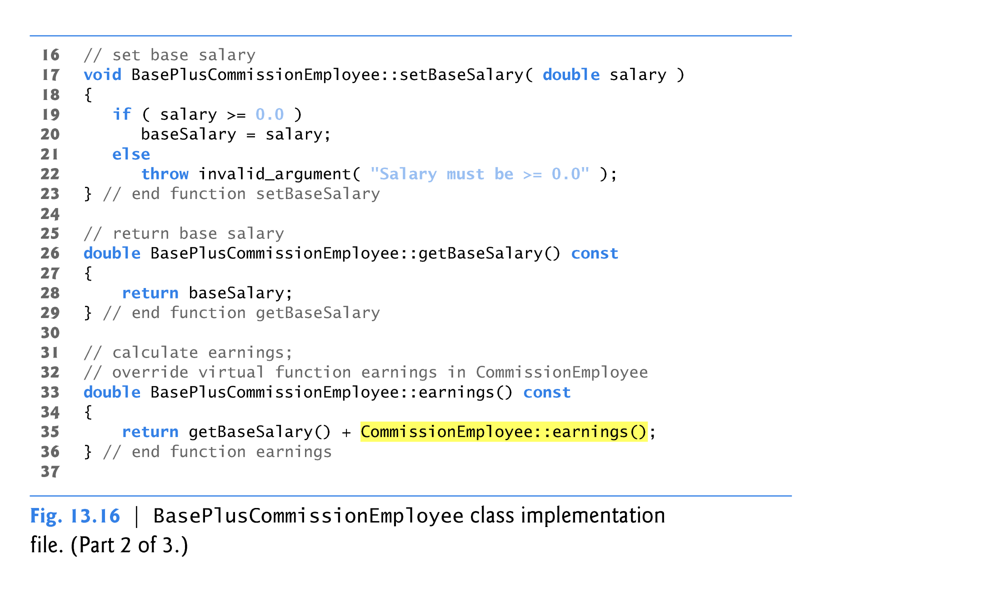 16 // set base salary
17 void BasePlusCommissionEmployee::setBaseSalary( double salary )
18 {
19    if ( salary >= 0.0 )
20       baseSalary = salary;
21    else
22       throw invalid_argument( "Salary must be >= 0.0" );
23 } // end function setBaseSalary
24
25 // return base salary
26 double BasePlusCommissionEmployee::getBaseSalary() const
27 {
28     return baseSalary;
29 } // end function getBaseSalary
30
31 // calculate earnings;
32 // override virtual function earnings in CommissionEmployee
33 double BasePlusCommissionEmployee::earnings() const
34 {
35     return getBaseSalary() + CommissionEmployee::earnings();
36 } // end function earnings
37
Fig. 13.16 | BasePlusCommissionEmployee class implementation
file. (Part 2 of 3.)